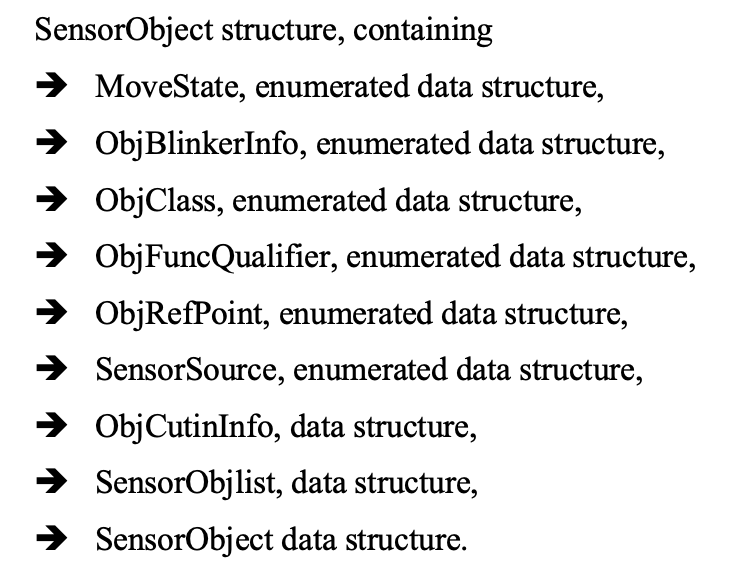 SensorObject structure, containing
➔ MoveState, enumerated data structure,
➔ ObjBlinkerInfo, enumerated data structure,
➔ ObjClass, enumerated data structure,
➔ ObjFuncQualifier, enumerated data structure,
➔ ObjRefPoint, enumerated data structure,
➔ SensorSource, enumerated data structure,
➔ ObjCutinInfo, data structure,
➔ SensorObjlist, data structure,
➔ SensorObject data structure.